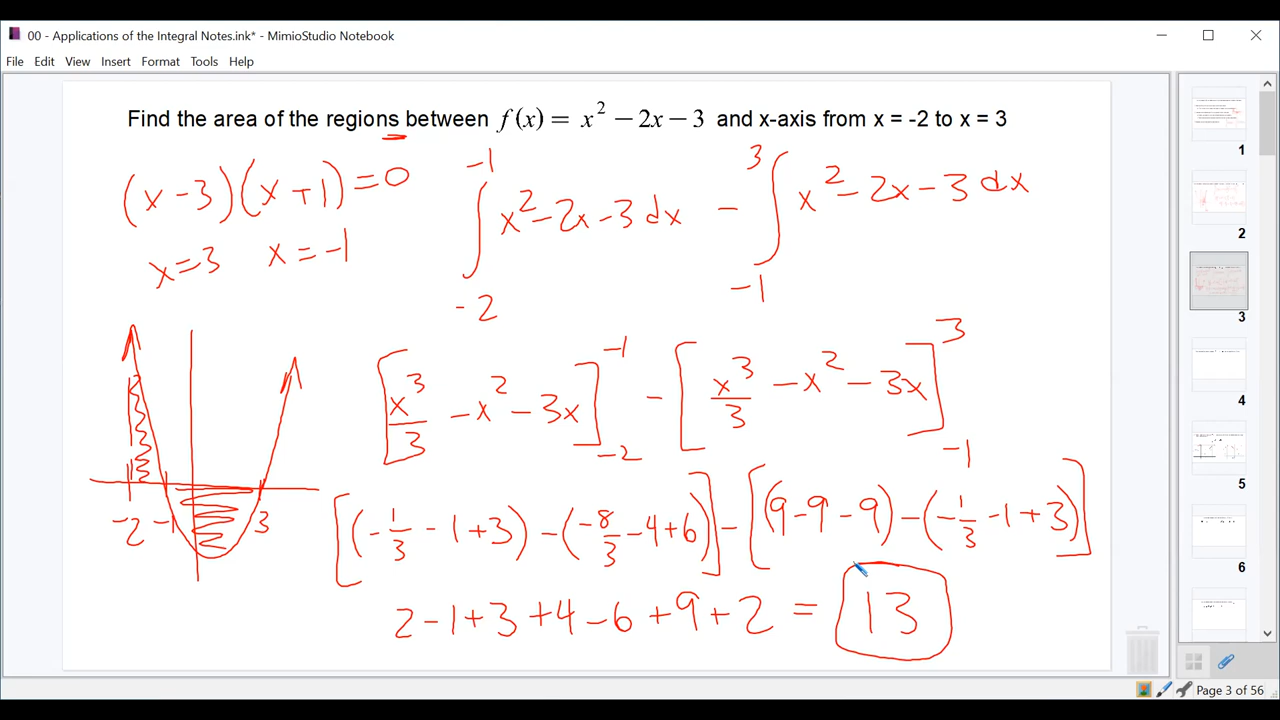 00 - Applications of the Integral Notes.ink* - MimioStudio Notebook
File Edit View Insert Format Tools Help
Find the area of the regions between f(x) = x² − 2x − 3 and x-axis from x = -2 to x = 3
(x-3)(x+1)=0
x=3 x=-1
∫_{-2}^{-1} x²-2x-3 dx - ∫_{-1}^{3} x²-2x-3 dx
[x³/3 - x² - 3x]_{-2}^{-1} - [x³/3 - x² - 3x]_{-1}^{3}
-2 -1 3
[(-1/3 -1+3) - (-8/3 -4+6)] - [(9-9-9) - (-1/3 -1+3)]
2-1+3+4-6+9+2 = 13
1
2
3
4
5
6
Page 3 of 56